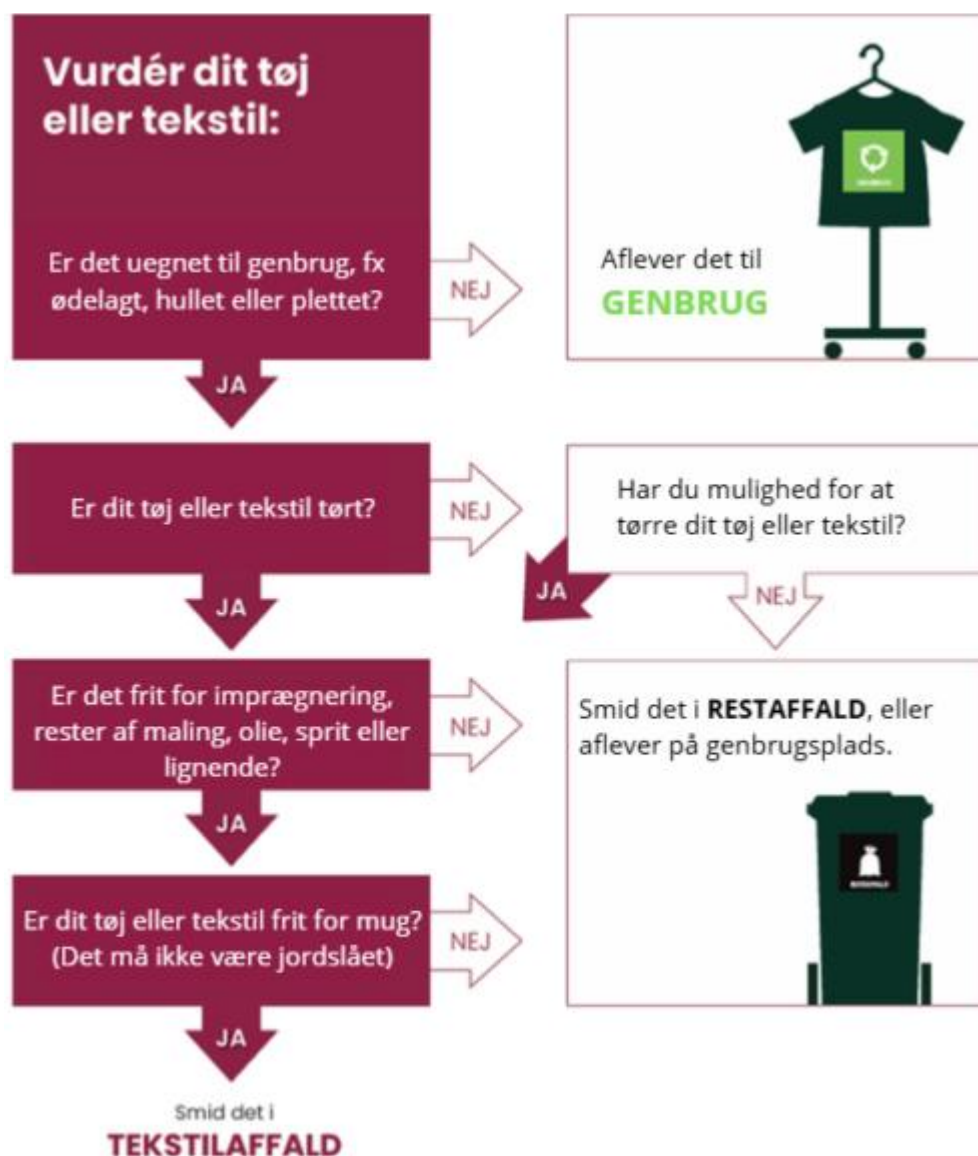 Vurdér dit tøj
eller tekstil:
Er det uegnet til genbrug, fx
ødelagt, hullet eller plettet?
NEJ
Aflever det til
GENBRUG
JA
Er dit tøj eller tekstil tørt?
NEJ
Har du mulighed for at
tørre dit tøj eller tekstil?
JA
NEJ
JA
Er det frit for imprægnering,
rester af maling, olie, sprit eller
lignende?
NEJ
Smid det i RESTAFFALD, eller
aflever på genbrugsplads.
JA
Er dit tøj eller tekstil frit for mug?
(Det må ikke være jordslået)
NEJ
JA
Smid det i
TEKSTILAFFALD